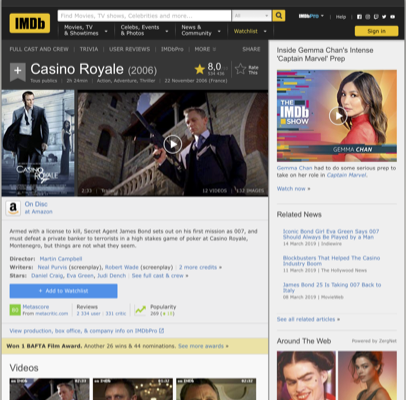 IMDb
Find Movies, TV shows, Celebrities and more...
All
IMDbPro
Help
Movies, TV & Showtimes
Celebs, Events & Photos
News & Community
Watchlist
Sign in
FULL CAST AND CREW | TRIVIA | USER REVIEWS | IMDbPro | MORE
SHARE
Casino Royale (2006)
8,0
Rate This
Tous publics | 2h 24min | Action, Adventure, Thriller | 22 November 2006 (France)
CASINO ROYALE
2:33 | Trailer
12 VIDEOS | 332 IMAGES
On Disc
at Amazon
Armed with a license to kill, Secret Agent James Bond sets out on his first mission as 007, and
must defeat a private banker to terrorists in a high stakes game of poker at Casino Royale,
Montenegro, but things are not what they seem.
Director: Martin Campbell
Writers: Neal Purvis (screenplay), Robert Wade (screenplay) | 2 more credits »
Stars: Daniel Craig, Eva Green, Judi Dench | See full cast & crew »
+ Add to Watchlist
80
Metascore
From metacritic.com
Reviews
2 334 user | 331 critic
Popularity
269
View production, box office, & company info on IMDbPro
Won 1 BAFTA Film Award. Another 26 wins & 44 nominations. See more awards »
Videos
Inside Gemma Chan's Intense
'Captain Marvel' Prep
THE IMDb SHOW
GEMMA CHAN
Gemma Chan had to do some serious prep to
take on her role in Captain Marvel.
Watch now »
Related News
Iconic Bond Girl Eva Green Says 007
Should Always Be Played by a Man
14 March 2019 | Indiewire
Blockbusters That Helped The Casino
Industry Boom
11 March 2019 | The Hollywood News
James Bond 25 Is Taking 007 Back to
Italy
08 March 2019 | MovieWeb
See all related articles »
Around The Web
Powered by ZergNet